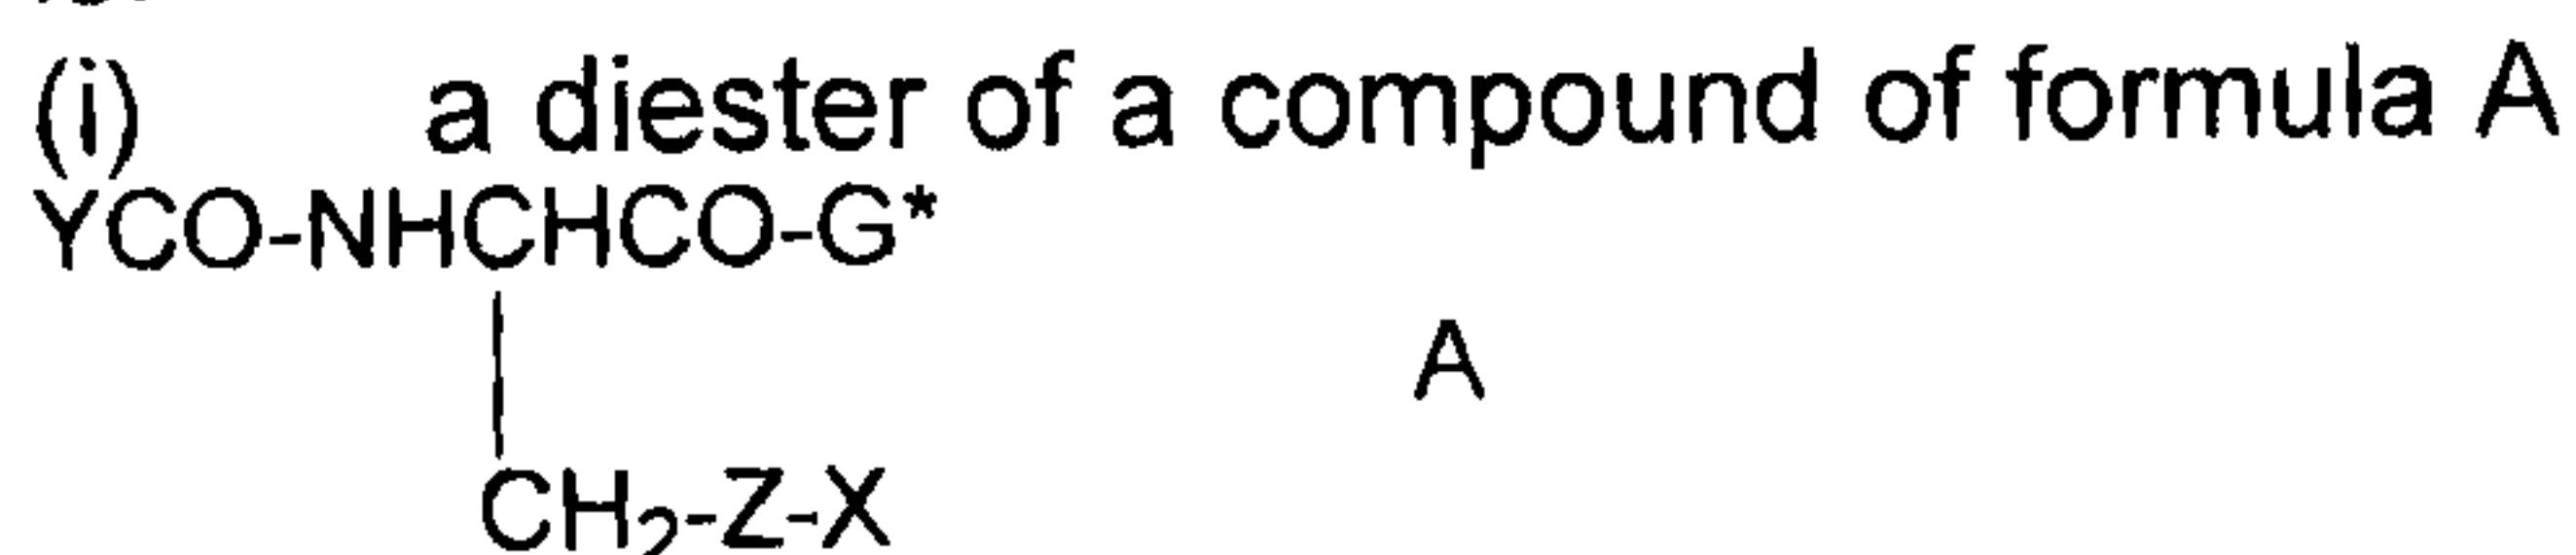 (i) a diester of a compound of formula A
YCO-NHCHCO-G*
A
CH₂-Z-X